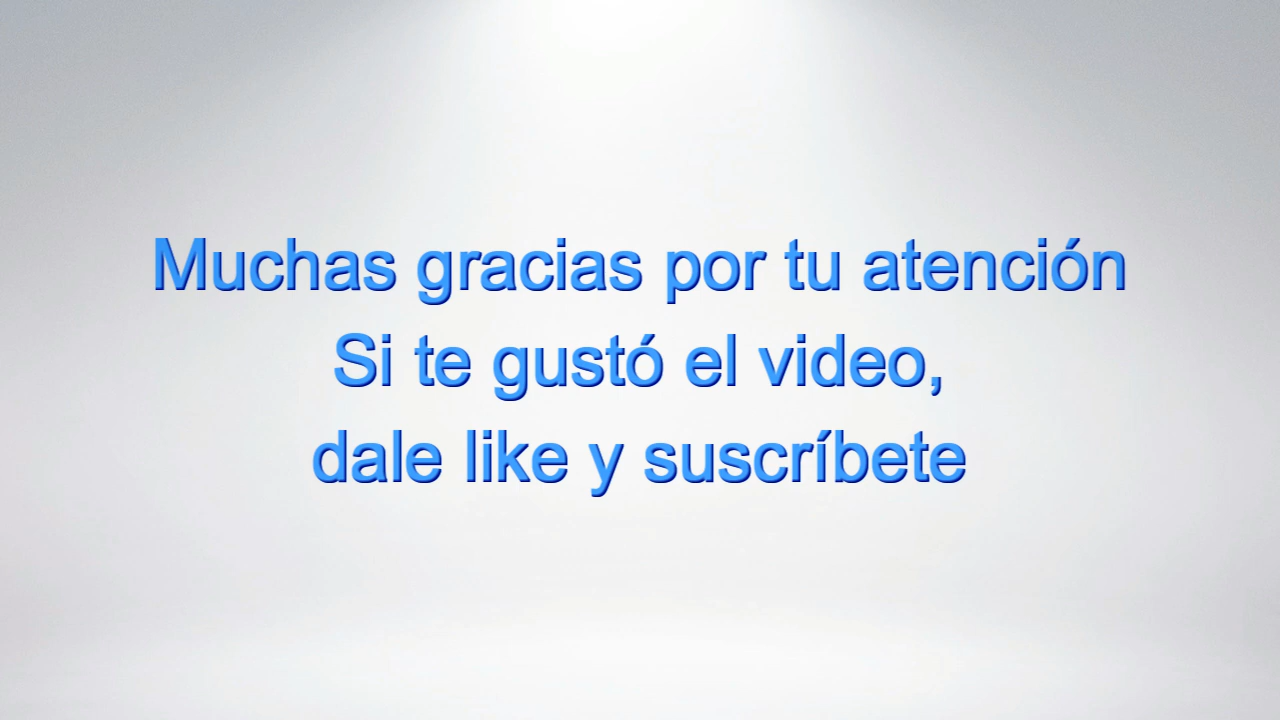 Muchas gracias por tu atención
Si te gustó el video,
dale like y suscríbete